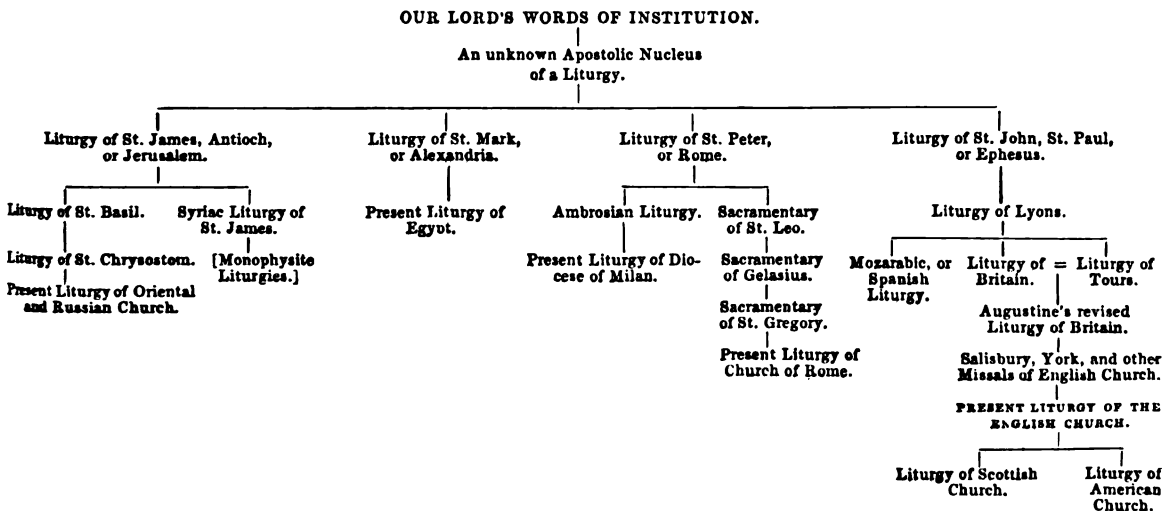 OUR LORD'S WORDS OF INSTITUTION.
An unknown Apostolic Nucleus
of a Liturgy.
Liturgy of St. James, Antioch,
or Jerusalem.
Liturgy of St. Mark,
or Alexandria.
Liturgy of St. Peter,
or Rome.
Liturgy of St. John, St. Paul,
or Ephesus.
Liturgy of St. Basil.
Syriac Liturgy of
St. James.
Present Liturgy of
Egypt.
Ambrosian Liturgy.
Sacramentary
of St. Leo.
Liturgy of Lyons.
Liturgy of St. Chrysostom.
[Monophysite
Liturgies.]
Present Liturgy of Dio-
cese of Milan.
Sacramentary
of Gelasius.
Mozarabic, or
Spanish
Liturgy.
Liturgy of
Britain.
=
Liturgy of
Tours.
Present Liturgy of Oriental
and Russian Church.
Sacramentary
of St. Gregory.
Augustine's revised
Liturgy of Britain.
Present Liturgy of
Church of Rome.
Salisbury, York, and other
Missals of English Church.
PRESENT LITURGY OF THE
ENGLISH CHURCH.
Liturgy of Scottish
Church.
Liturgy of
American
Church.